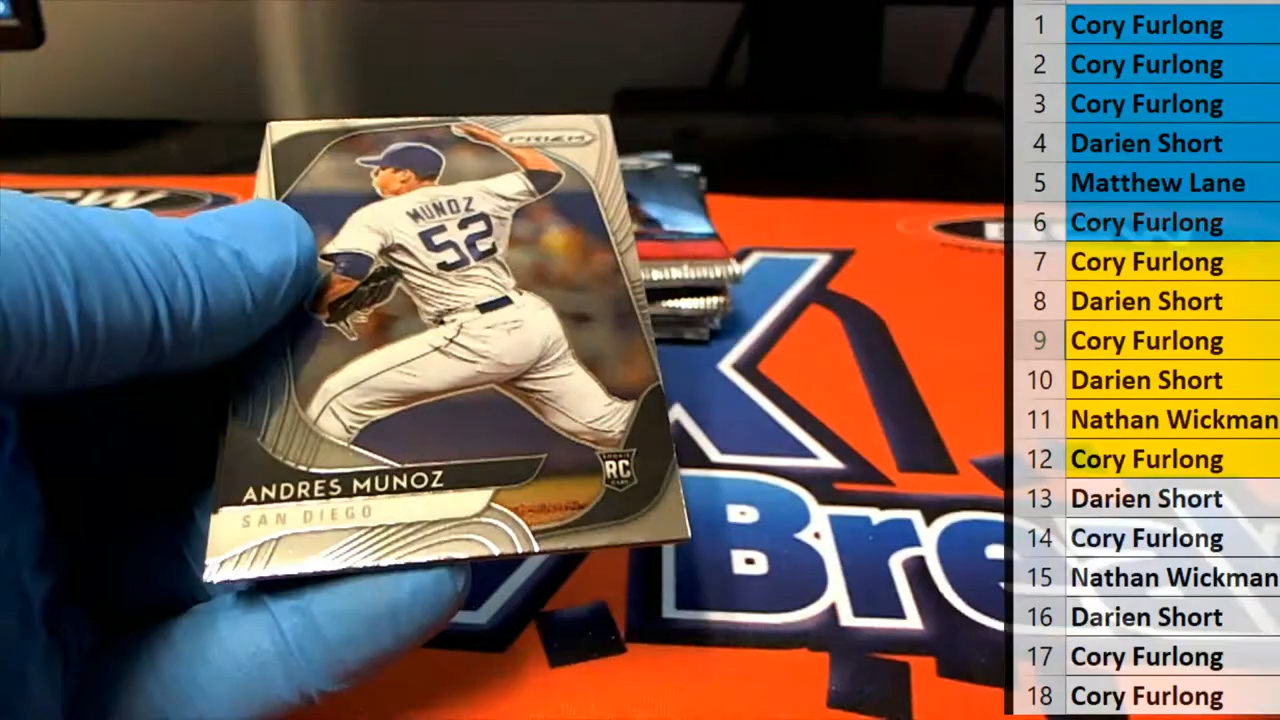 PRIZM
MUNOZ
52
ROOKIE
RC
ANDRES MUNOZ
SAN DIEGO
Bre
1 Cory Furlong
2 Cory Furlong
3 Cory Furlong
4 Darien Short
5 Matthew Lane
6 Cory Furlong
7 Cory Furlong
8 Darien Short
9 Cory Furlong
10 Darien Short
11 Nathan Wickman
12 Cory Furlong
13 Darien Short
14 Cory Furlong
15 Nathan Wickman
16 Darien Short
17 Cory Furlong
18 Cory Furlong